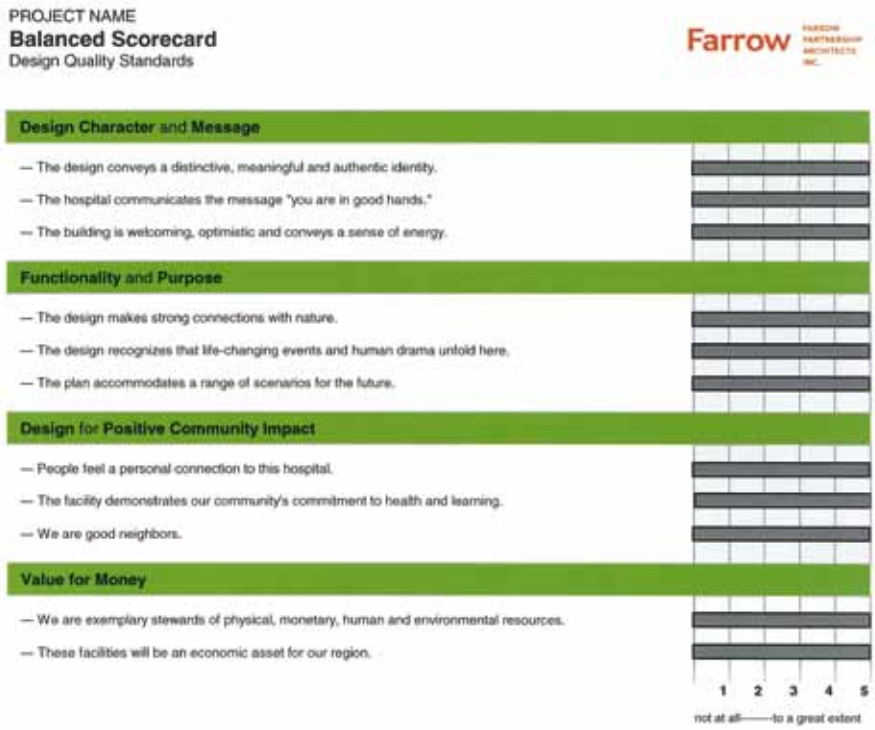 PROJECT NAME
Balanced Scorecard
Design Quality Standards
Farrow
FARROW
PARTNERSHIP
ARCHITECTS
INC.
Design Character and Message
— The design conveys a distinctive, meaningful and authentic identity.
— The hospital communicates the message "you are in good hands."
— The building is welcoming, optimistic and conveys a sense of energy.
Functionality and Purpose
— The design makes strong connections with nature.
— The design recognizes that life-changing events and human drama unfold here.
— The plan accommodates a range of scenarios for the future.
Design for Positive Community Impact
— People feel a personal connection to this hospital.
— The facility demonstrates our community's commitment to health and learning.
— We are good neighbors.
Value for Money
— We are exemplary stewards of physical, monetary, human and environmental resources.
— These facilities will be an economic asset for our region.
1 2 3 4 5
not at all——to a great extent